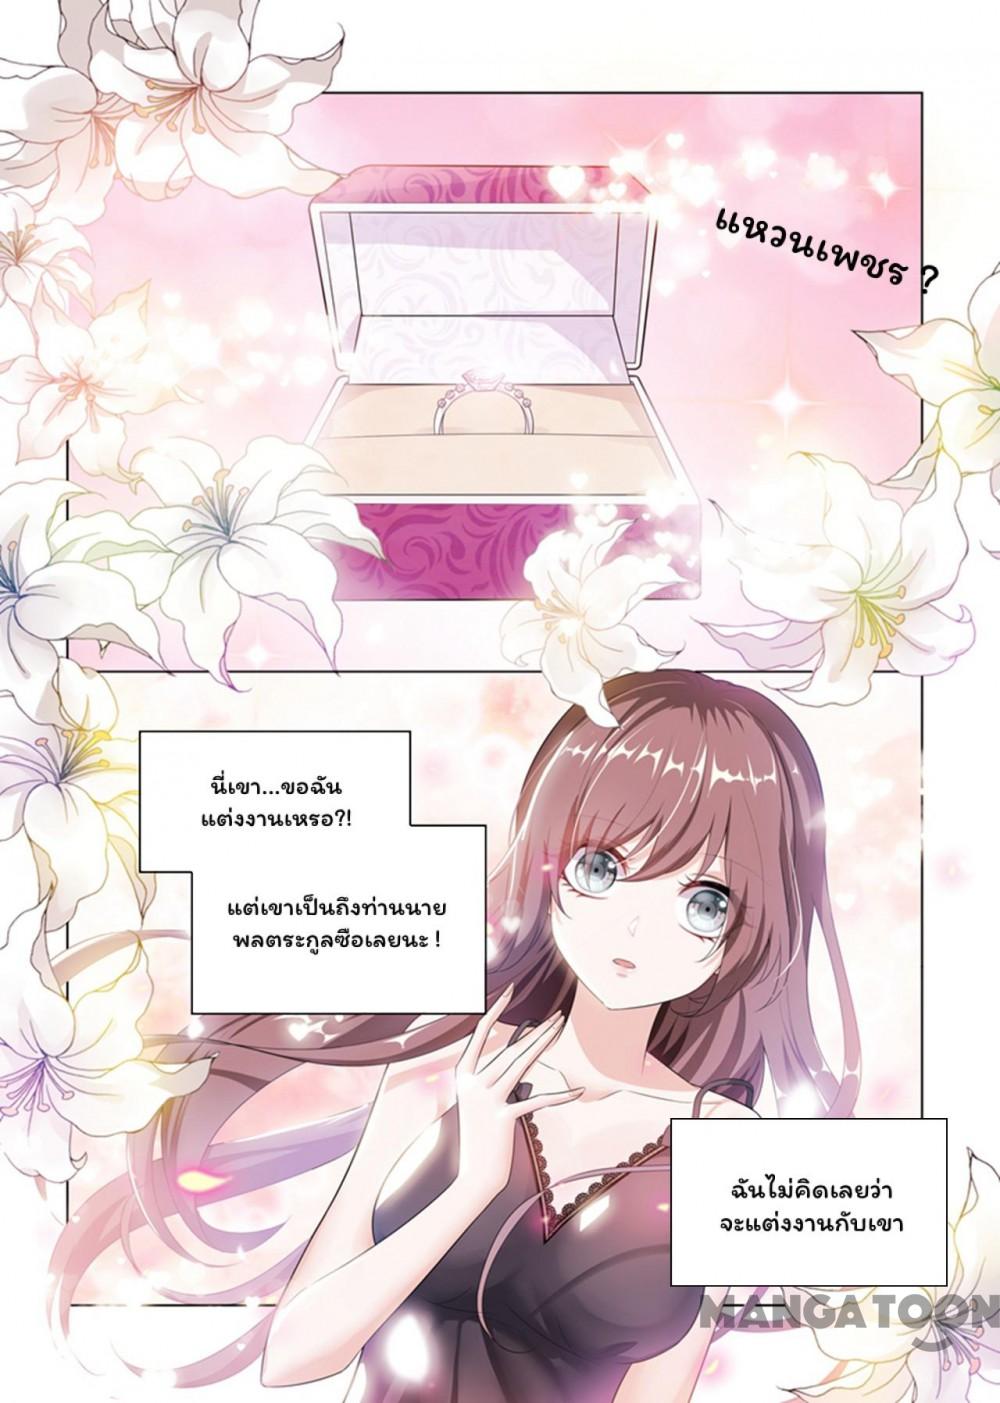 แหวนเพชร ?
นี่เขา...ขอฉัน
แต่งงานเหรอ?!
แต่เขาเป็นถึงท่านนาย
พลตระกูลซือเลยนะ !
ฉันไม่คิดเลยว่า
จะแต่งงานกับเขา
MANGATOON